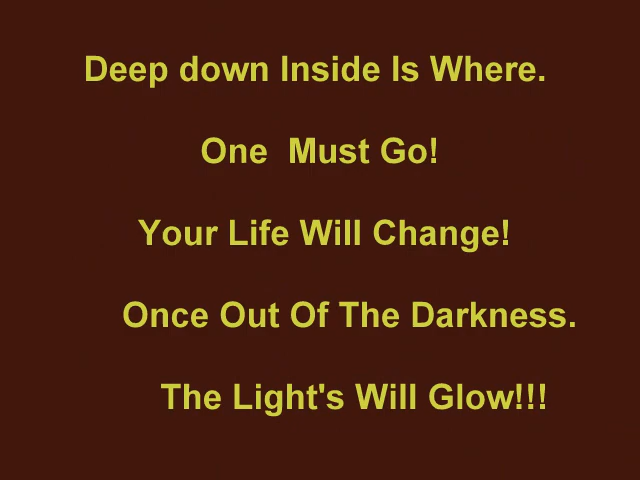 Deep down Inside Is Where.
One  Must Go!
Your Life Will Change!
Once Out Of The Darkness.
The Light's Will Glow!!!